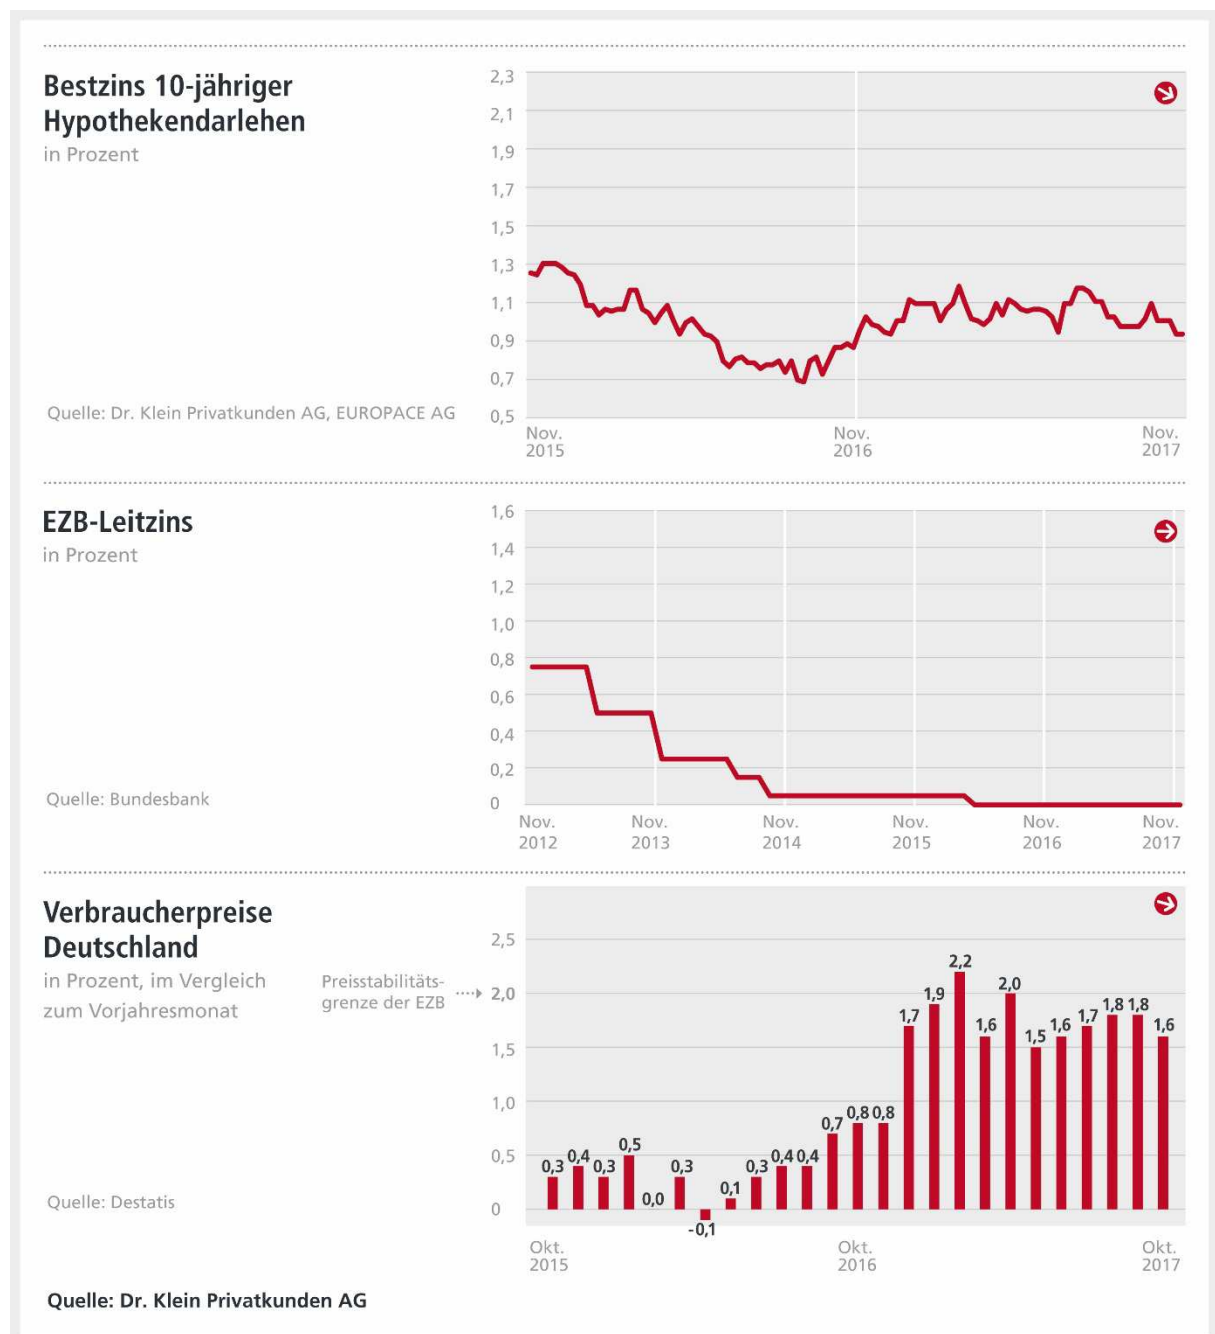 Bestzins 10-jähriger
Hypothekendarlehen
in Prozent
2,3
2,1
1,9
1,7
1,5
1,3
1,1
0,9
0,7
0,5
Quelle: Dr. Klein Privatkunden AG, EUROPACE AG
Nov. Nov. Nov.
2015 2016 2017
EZB-Leitzins
in Prozent
1,6
1,4
1,2
1,0
0,8
0,6
0,4
0,2
0
Quelle: Bundesbank
Nov. Nov. Nov. Nov. Nov. Nov.
2012 2013 2014 2015 2016 2017
Verbraucherpreise
Deutschland
in Prozent, im Vergleich
zum Vorjahresmonat
Preisstabilitäts-
grenze der EZB
2,5
2,0
1,5
1,0
0,5
0
0,3 0,4 0,3 0,5 0,0 0,3 -0,1 0,1 0,3 0,4 0,4 0,7 0,8 0,8 1,7 1,9 2,2 1,6 2,0 1,5 1,6 1,7 1,8 1,8 1,6
Quelle: Destatis
Okt. Okt. Okt.
2015 2016 2017
Quelle: Dr. Klein Privatkunden AG